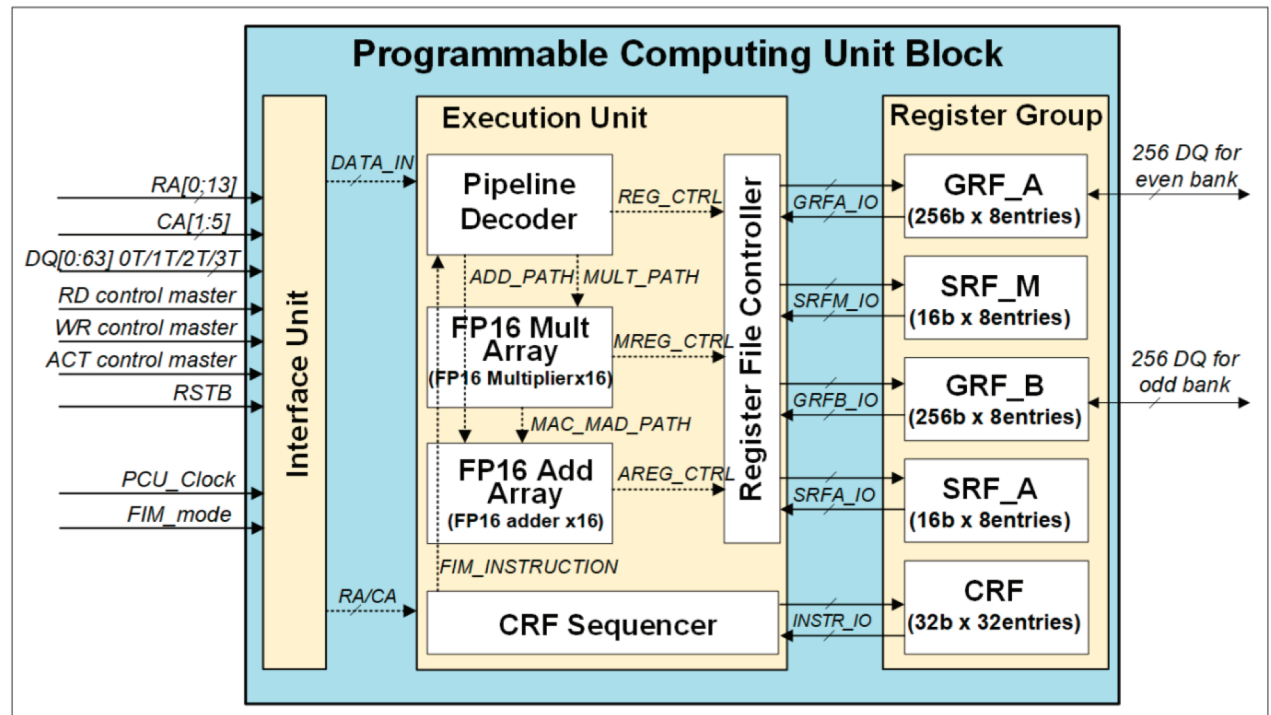 Programmable Computing Unit Block
RA[0;13]
CA[1:5]
DQ[0:63] 0T/1T/2T/3T
RD control master
WR control master
ACT control master
RSTB
PCU_Clock
FIM_mode
Interface Unit
DATA_IN
RA/CA
Execution Unit
Pipeline
Decoder
REG_CTRL
ADD_PATH
MULT_PATH
FP16 Mult
Array
(FP16 Multiplierx16)
MREG_CTRL
MAC_MAD_PATH
FP16 Add
Array
(FP16 adder x16)
AREG_CTRL
FIM_INSTRUCTION
CRF Sequencer
Register File Controller
GRFA_IO
SRFM_IO
GRFB_IO
SRFA_IO
INSTR_IO
Register Group
GRF_A
(256b x 8entries)
SRF_M
(16b x 8entries)
GRF_B
(256b x 8entries)
SRF_A
(16b x 8entries)
CRF
(32b x 32entries)
256 DQ for
even bank
256 DQ for
odd bank